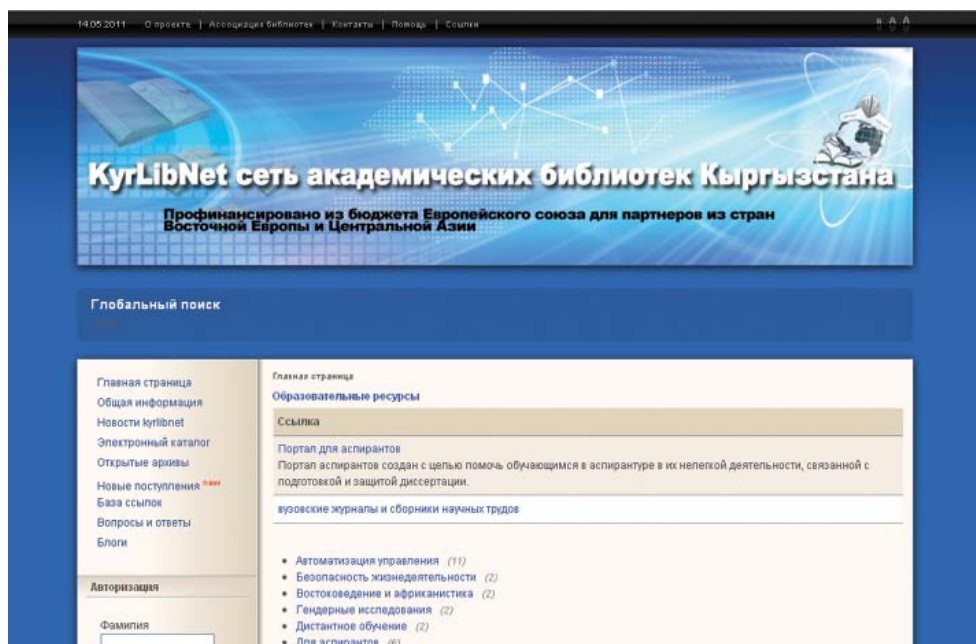 14.05.2011 О проекте | Ассоциация библиотек | Контакты | Помощь | Ссылки
A A A
KyrLibNet сеть академических библиотек Кыргызстана
Профинансировано из бюджета Европейского союза для партнеров из стран
Восточной Европы и Центральной Азии
Глобальный поиск
Главная страница
Общая информация
Новости kyrlibnet
Электронный каталог
Открытые архивы
Новые поступления
База ссылок
Вопросы и ответы
Блоги
Авторизация
Фамилия
Главная страница
Образовательные ресурсы
Ссылка
Портал для аспирантов
Портал аспирантов создан с целью помочь обучающимся в аспирантуре в их нелегкой деятельности, связанной с
подготовкой и защитой диссертации.
вузовские журналы и сборники научных трудов
Автоматизация управления (11)
Безопасность жизнедеятельности (2)
Востоковедение и африканистика (2)
Гендерные исследования (2)
Дистантное обучение (2)
Для аспирантов (6)